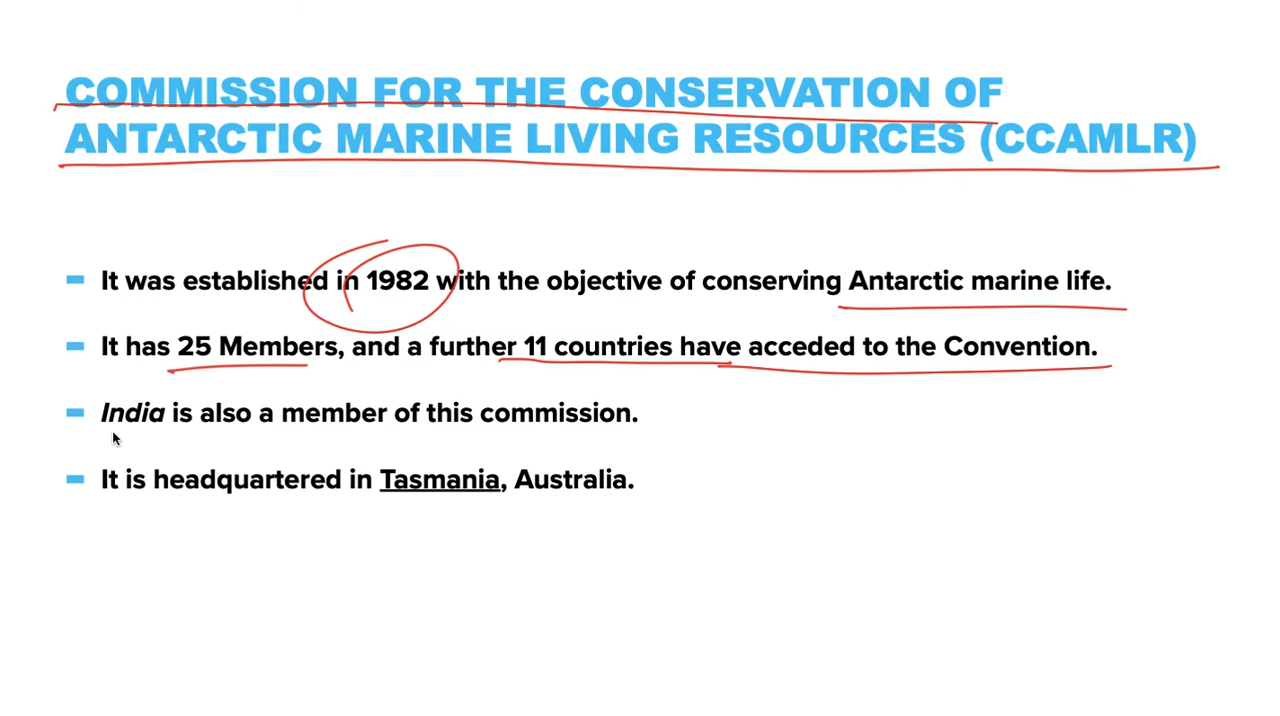 COMMISSION FOR THE CONSERVATION OF
ANTARCTIC MARINE LIVING RESOURCES (CCAMLR)
It was established in 1982 with the objective of conserving Antarctic marine life.
It has 25 Members, and a further 11 countries have acceded to the Convention.
India is also a member of this commission.
It is headquartered in Tasmania, Australia.